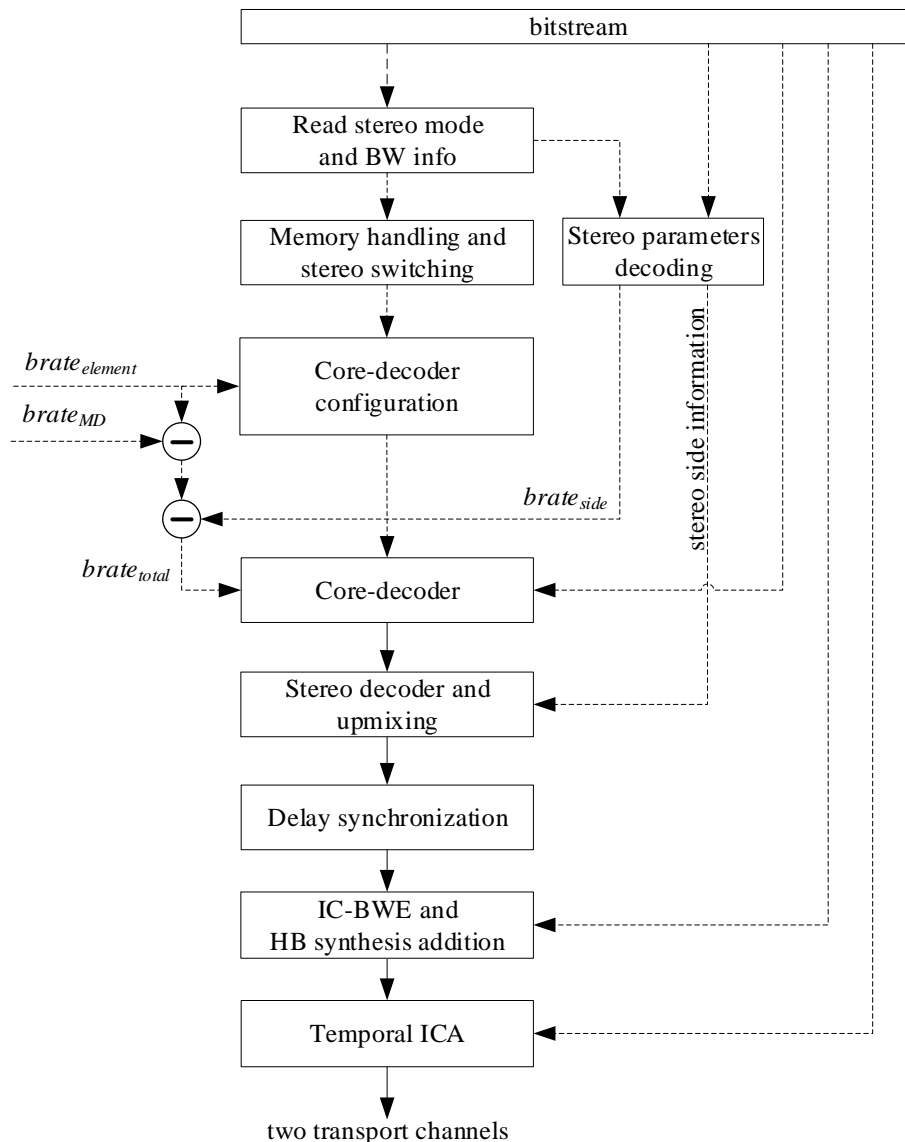 bitstream
Read stereo mode
and BW info
Memory handling and
stereo switching
Stereo parameters
decoding
brate_element
Core-decoder
configuration
brate_MD
stereo side information
brate_side
brate_total
Core-decoder
Stereo decoder and
upmixing
Delay synchronization
IC-BWE and
HB synthesis addition
Temporal ICA
two transport channels